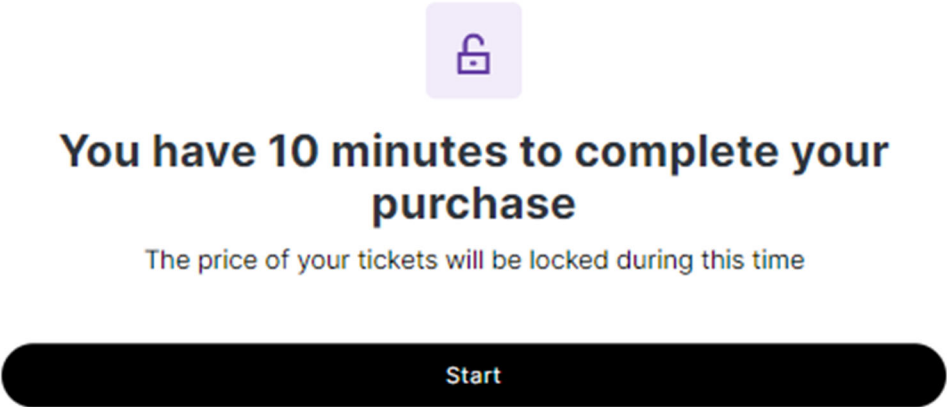 You have 10 minutes to complete your
purchase
The price of your tickets will be locked during this time
Start